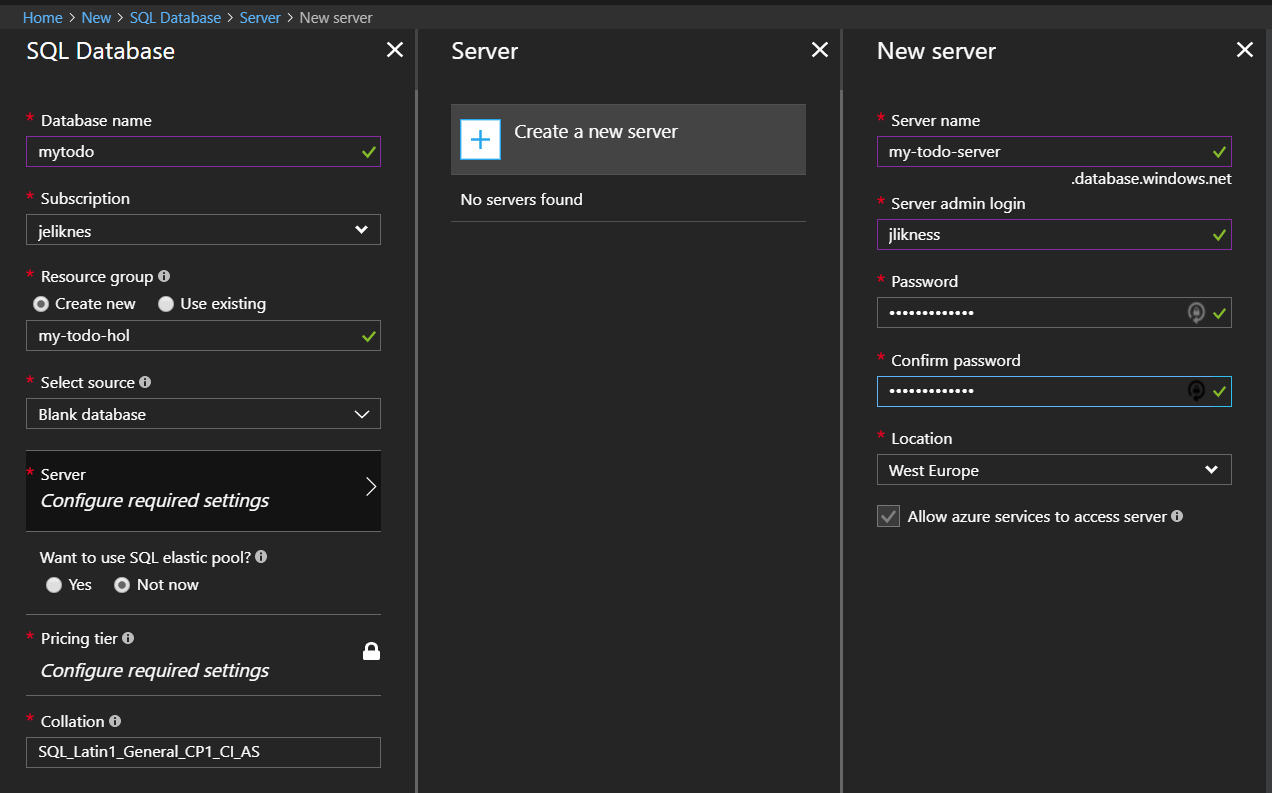 Home > New > SQL Database > Server > New server
SQL Database
* Database name
mytodo
* Subscription
jeliknes
* Resource group
Create new Use existing
my-todo-hol
* Select source
Blank database
* Server
Configure required settings
Want to use SQL elastic pool?
Yes Not now
* Pricing tier
Configure required settings
* Collation
SQL_Latin1_General_CP1_CI_AS
Server
Create a new server
No servers found
New server
* Server name
my-todo-server
.database.windows.net
* Server admin login
jlikness
* Password
•••••••••••••
* Confirm password
•••••••••••••
* Location
West Europe
Allow azure services to access server